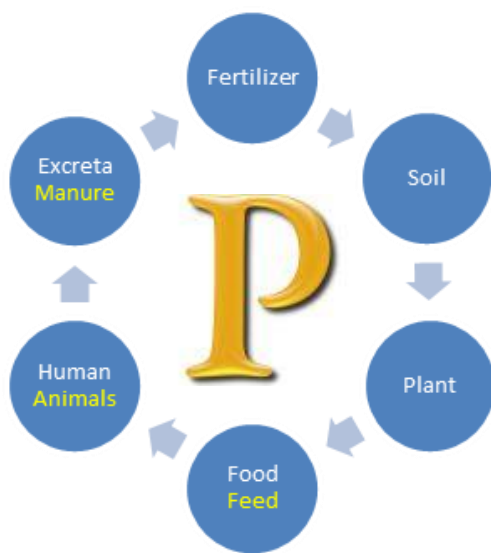 Fertilizer
Soil
Plant
Food
Feed
Human
Animals
Excreta
Manure
P